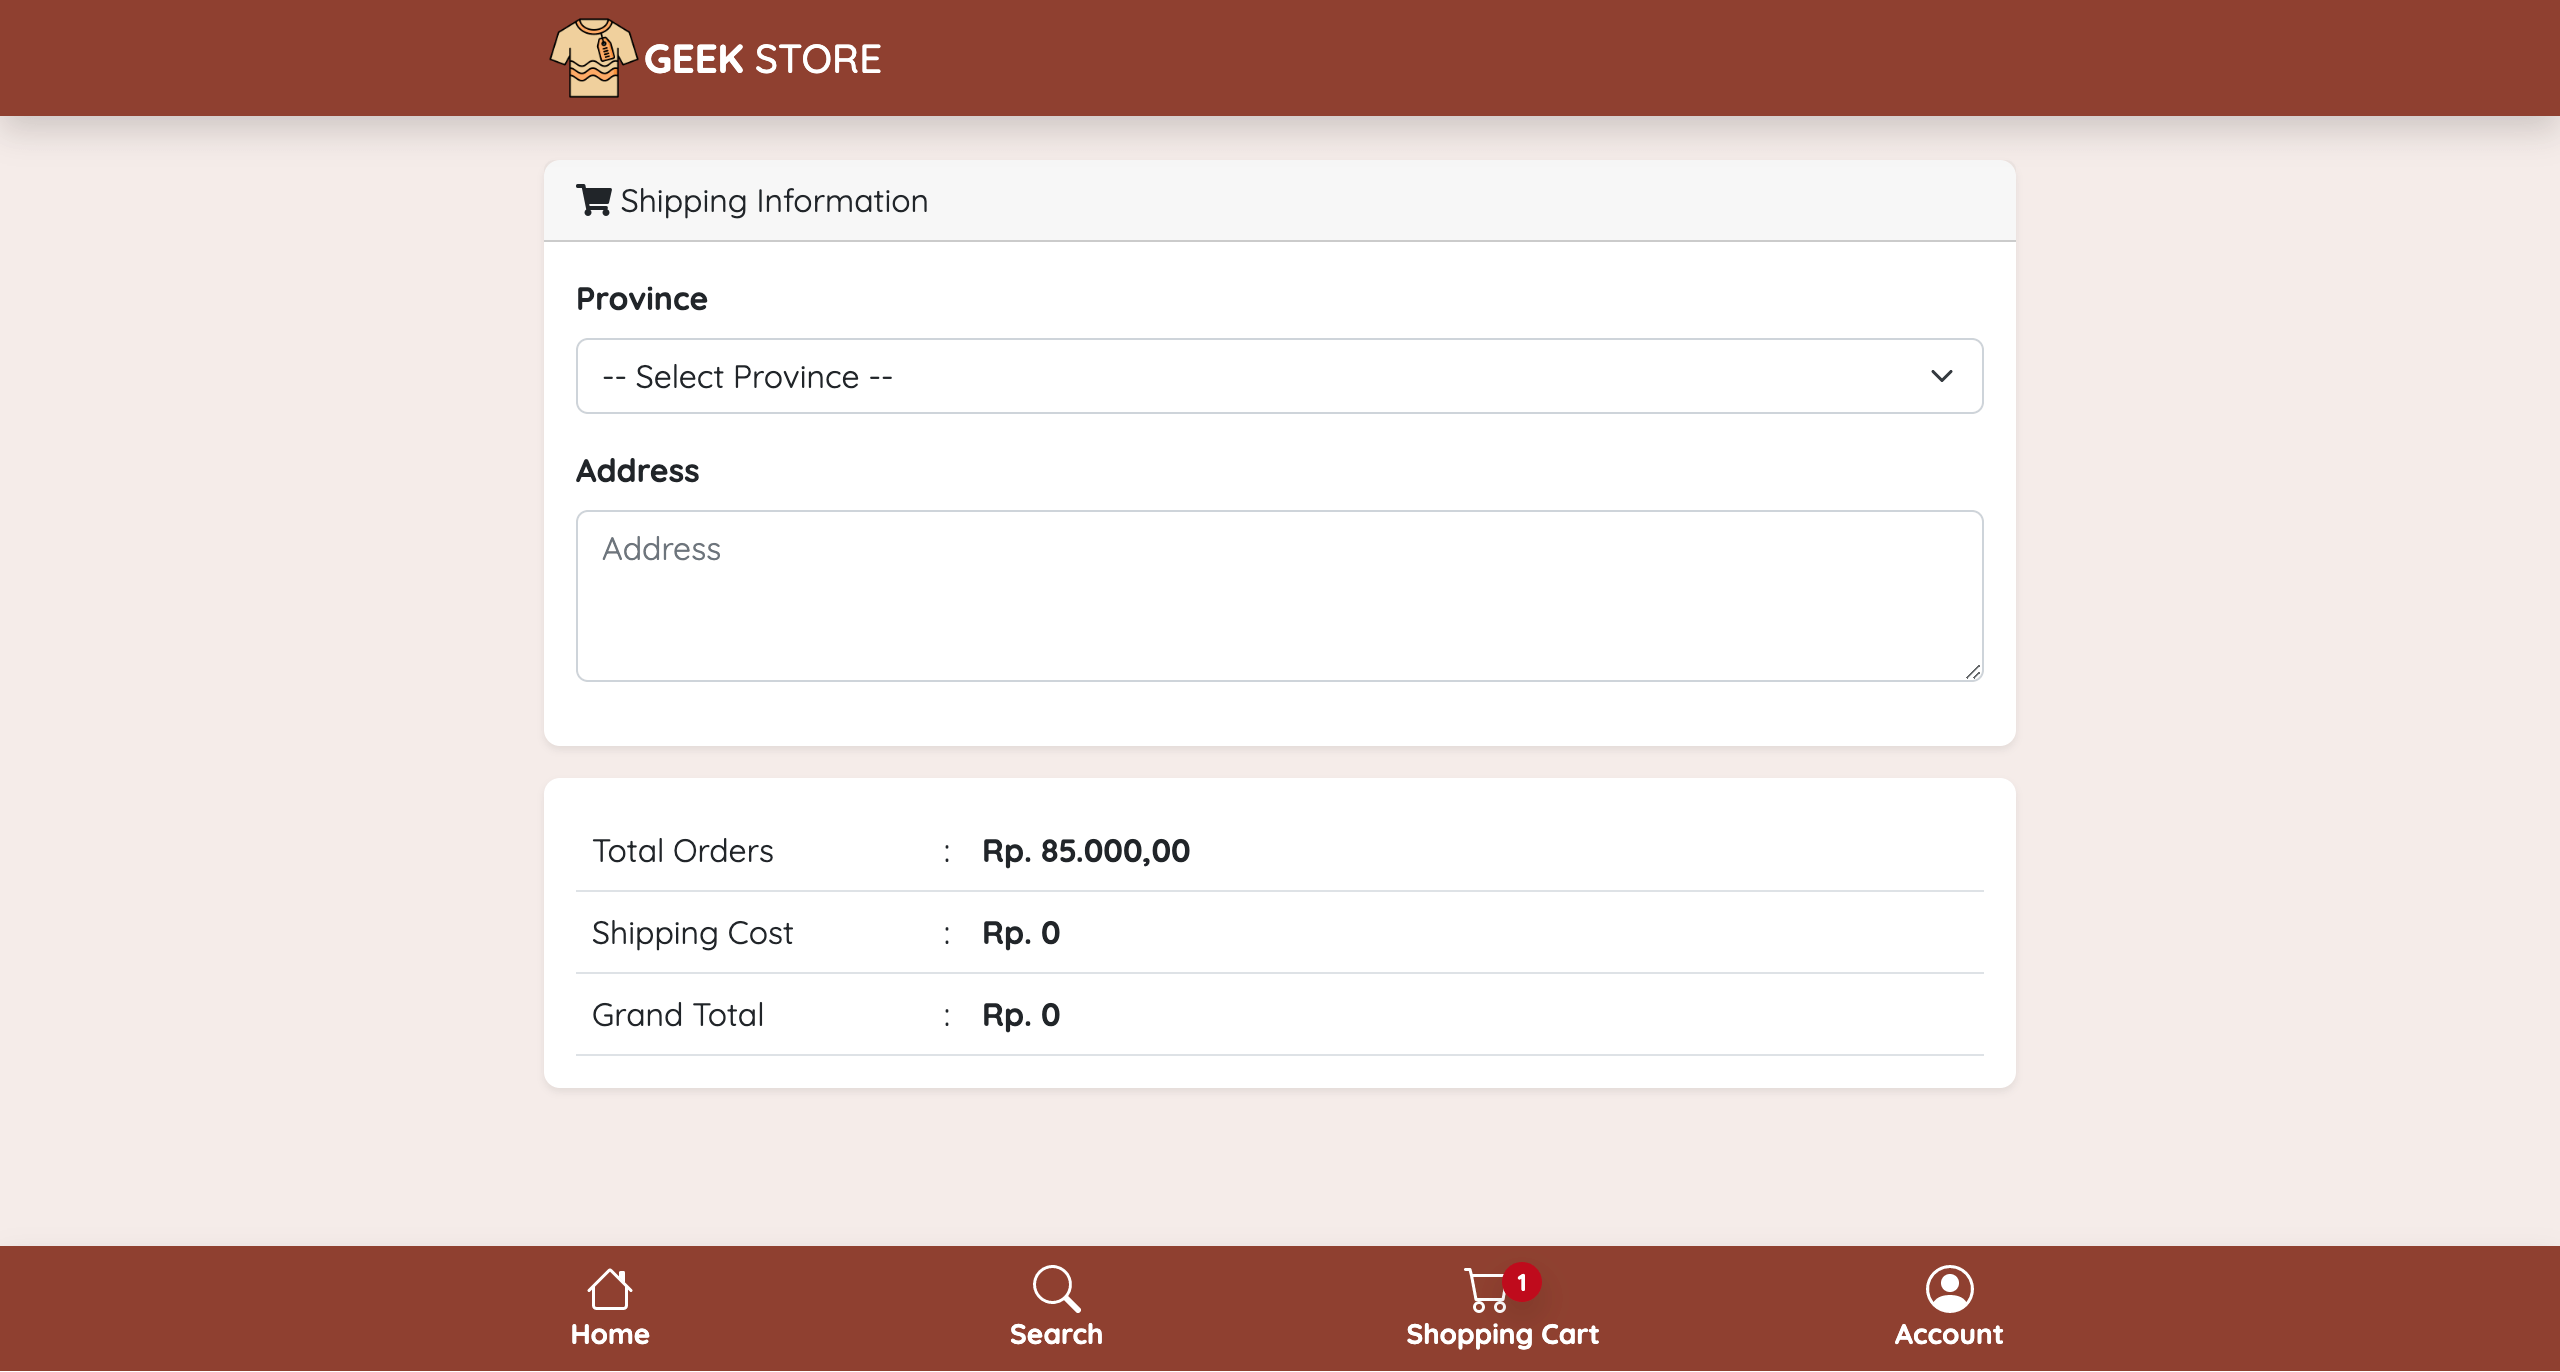 GEEK STORE
Shipping Information
Province
-- Select Province --
Address
Address
Total Orders : Rp. 85.000,00
Shipping Cost : Rp. 0
Grand Total : Rp. 0
1
Home Search Shopping Cart Account